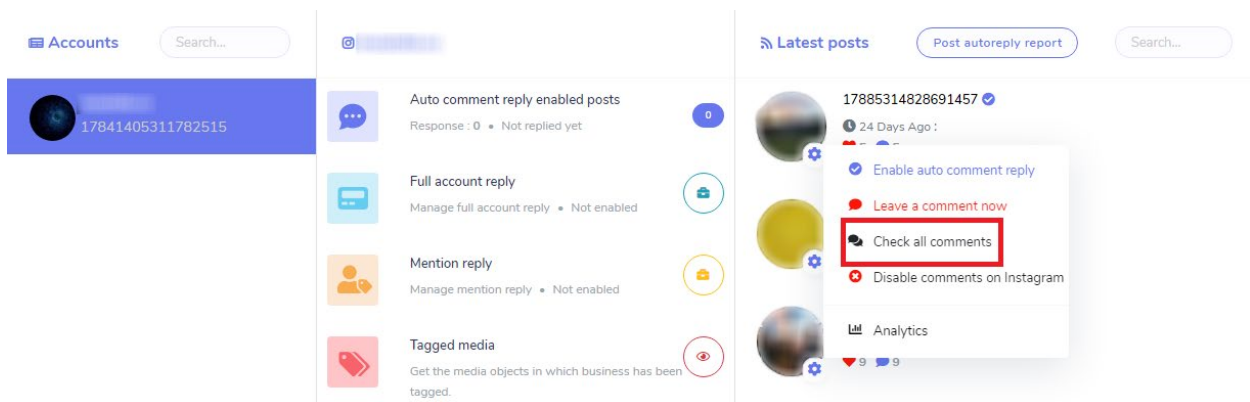 Accounts
Search...
17841405311782515
Auto comment reply enabled posts
Response : 0 • Not replied yet
0
Full account reply
Manage full account reply • Not enabled
Mention reply
Manage mention reply • Not enabled
Tagged media
Get the media objects in which business has been
tagged.
Latest posts
Post autoreply report
Search...
17885314828691457
24 Days Ago :
Enable auto comment reply
Leave a comment now
Check all comments
Disable comments on Instagram
Analytics
9 9